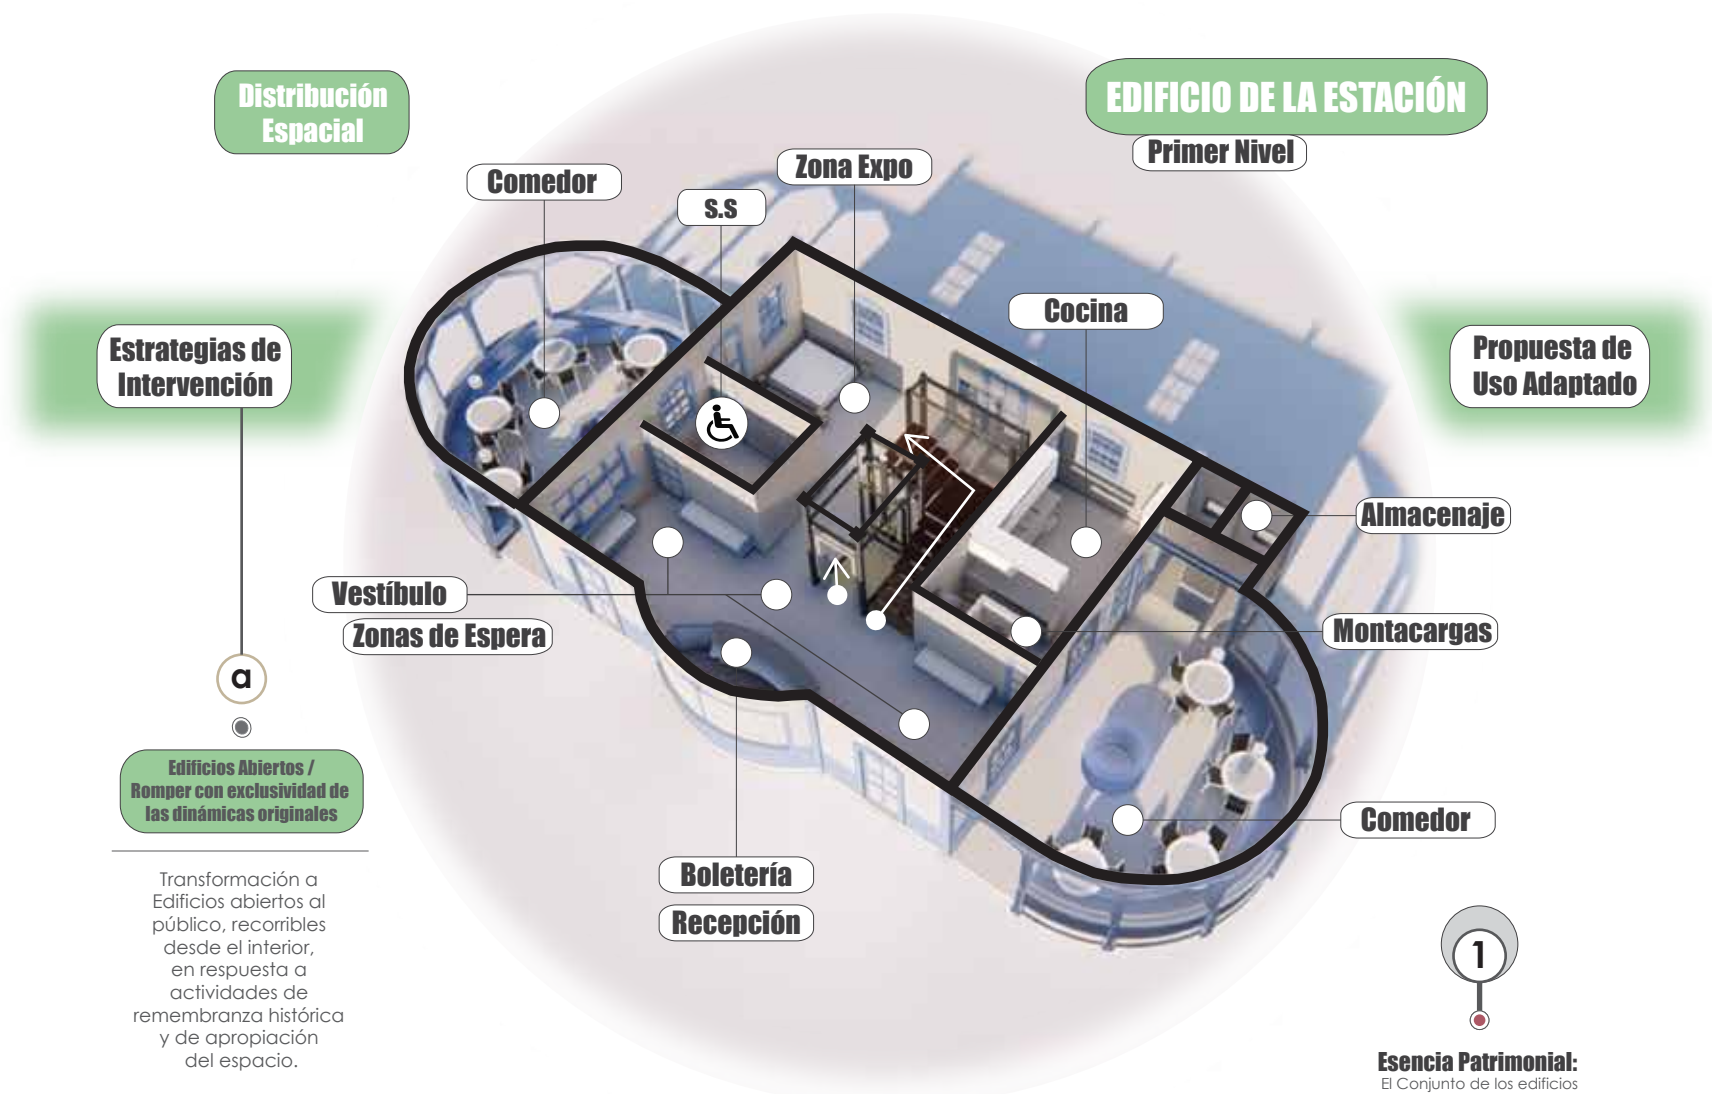 Distribución
Espacial
EDIFICIO DE LA ESTACIÓN
Primer Nivel
Comedor
S.S
Zona Expo
Cocina
Estrategias de
Intervención
Propuesta de
Uso Adaptado
Almacenaje
Vestíbulo
Zonas de Espera
Montacargas
a
Edificios Abiertos /
Romper con exclusividad de
las dinámicas originales
Comedor
Boletería
Recepción
Transformación a
Edificios abiertos al
público, recorribles
desde el interior,
en respuesta a
actividades de
remembranza histórica
y de apropiación
del espacio.
1
Esencia Patrimonial:
El Conjunto de los edificios